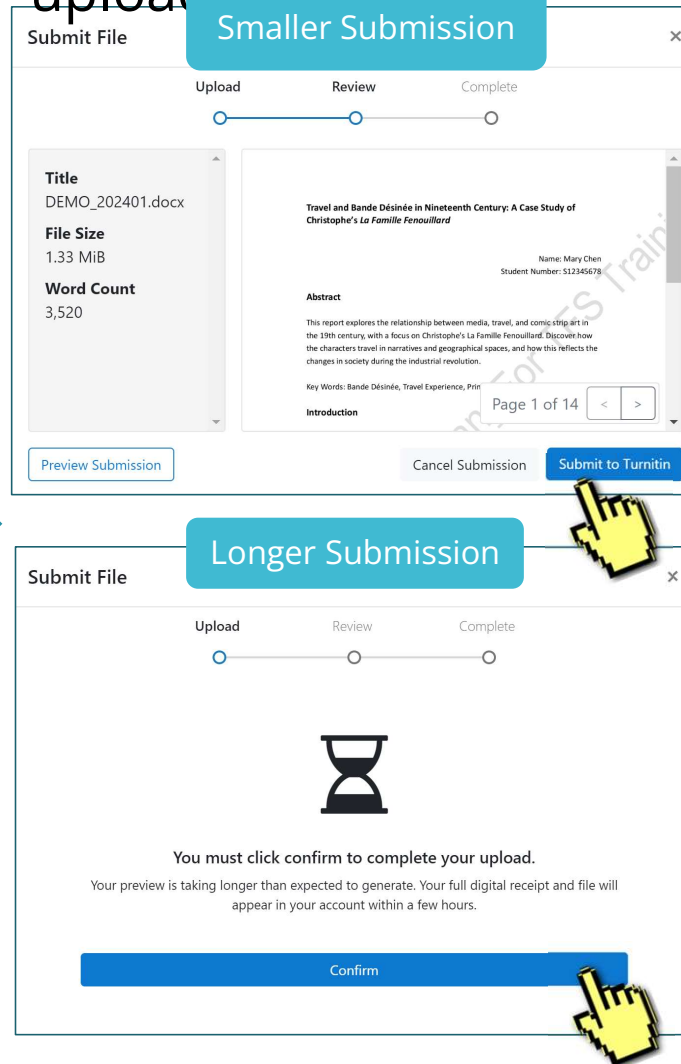 Smaller Submission
Submit File
×
Upload Review Complete
Title
DEMO_202401.docx
File Size
1.33 MiB
Word Count
3,520
Travel and Bande Désinée in Nineteenth Century: A Case Study of
Christophe's La Famille Fenouillard
Name: Mary Chen
Student Number: S12345678
Abstract
This report explores the relationship between media, travel, and comic strip art in
the 19th century, with a focus on Christophe's La Famille Fenouillard. Discover how
the characters travel in narratives and geographical spaces, and how this reflects the
changes in society during the industrial revolution.
Key Words: Bande Désinée, Travel Experience,
Introduction
Page 1 of 14 < >
Preview Submission Cancel Submission Submit to Turnitin
Longer Submission
Submit File
×
Upload Review Complete
You must click confirm to complete your upload.
Your preview is taking longer than expected to generate. Your full digital receipt and file will
appear in your account within a few hours.
Confirm